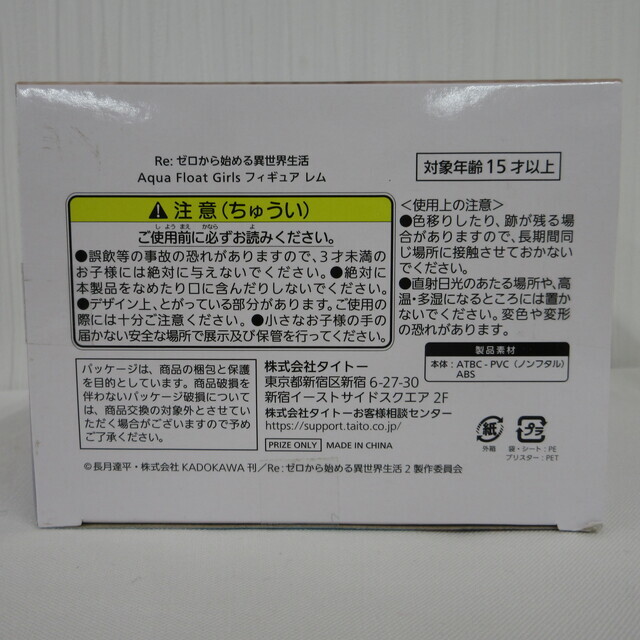 Re: ゼロから始める異世界生活
Aqua Float Girls フィギュア レム
対象年齢 15 才以上
注意(ちゅうい)
しようまえ かなら よ
ご使用前に必ずお読みください。
●誤飲等の事故の恐れがありますので、3才未満の
お子様には絶対に与えないでください。●絶対に
本製品をなめたり口に含んだりしないでください。
●デザイン上、とがっている部分があります。ご使用の
際には十分ご注意ください。●小さなお子様の手の
届かない安全な場所で展示及び保管を行ってください。
<使用上の注意>
●色移りしたり、跡が残る場
合がありますので、長期間同
じ場所に接触させておかない
でください。
●直射日光のあたる場所や、高
温・多湿になるところには置か
ないでください。変色や変形
の恐れがあります。
製品素材
本体 : ATBC - PVC (ノンフタル)
ABS
パッケージは、商品の梱包と保護
を目的としています。商品破損を
伴わないパッケージ破損について
は、商品交換の対象外とさせてい
ただく場合がございますので予め
ご了承ください。
株式会社タイトー
東京都新宿区新宿 6-27-30
新宿イーストサイドスクエア 2F
株式会社タイトーお客様相談センター
https://support.taito.co.jp/
PRIZE ONLY MADE IN CHINA
紙
外箱
プラ
袋・シート : PE
ブリスター : PET
©長月達平・株式会社 KADOKAWA 刊/Re: ゼロから始める異世界生活 2 製作委員会